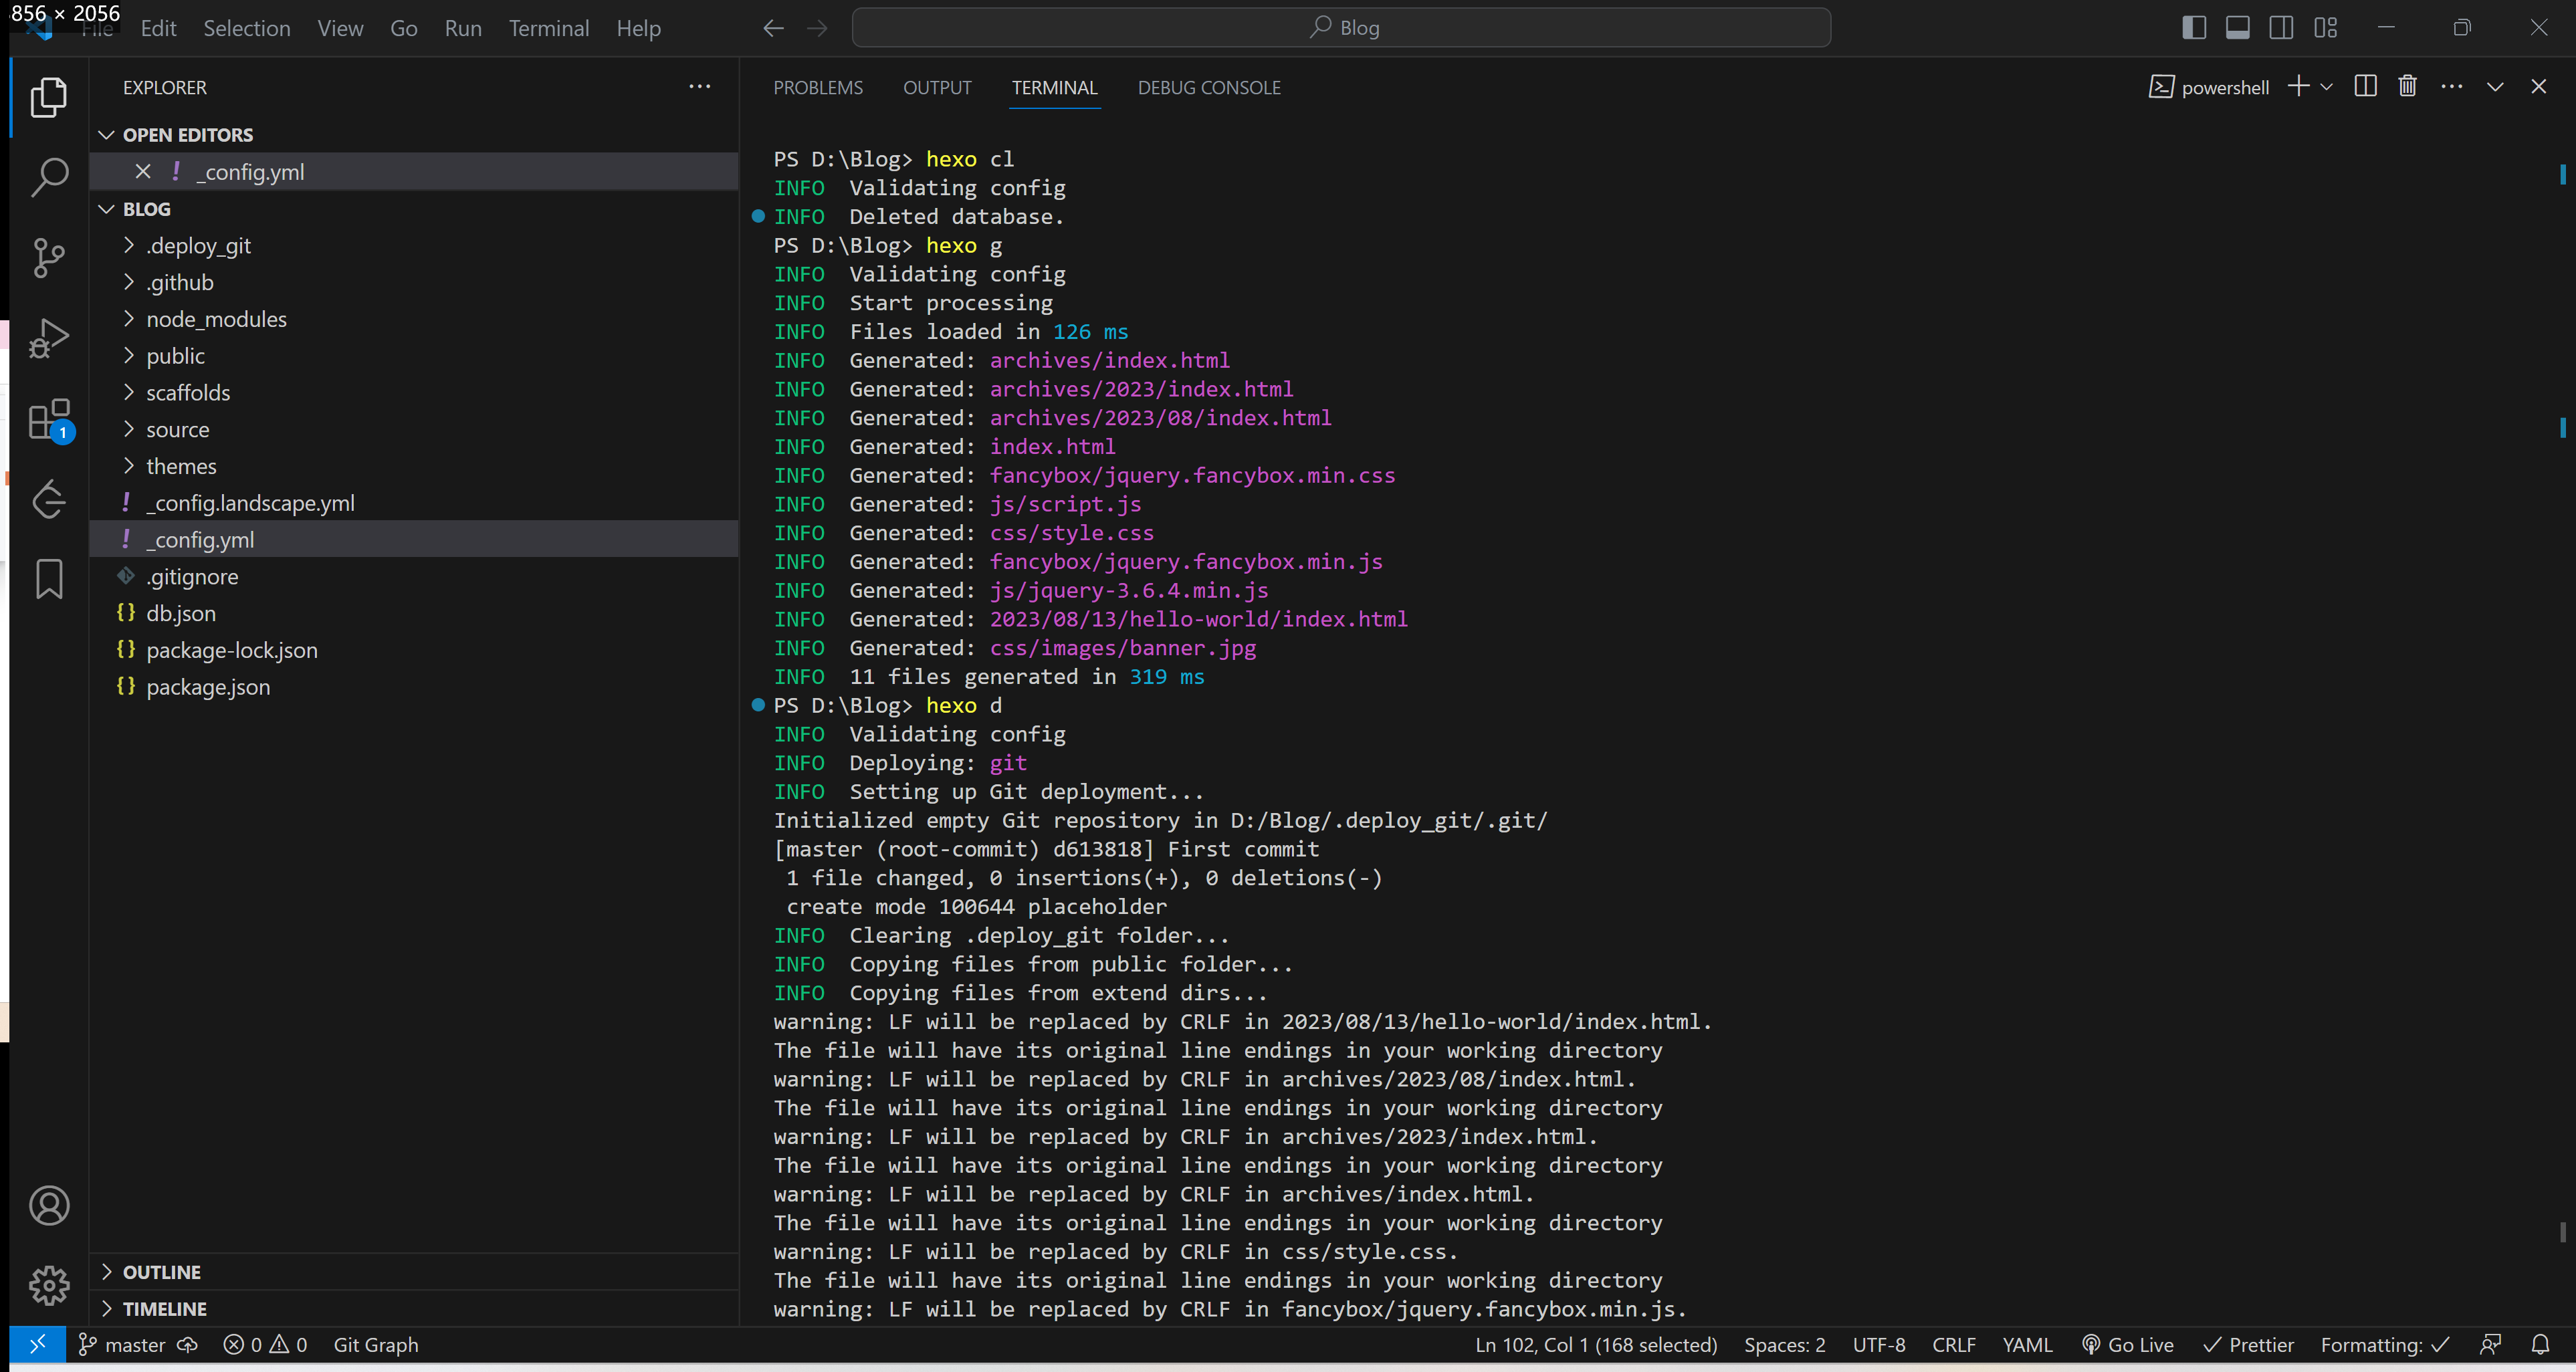 856 × 2056
File Edit Selection View Go Run Terminal Help
Blog
EXPLORER
OPEN EDITORS
_config.yml
BLOG
.deploy_git
.github
node_modules
public
scaffolds
source
themes
_config.landscape.yml
_config.yml
.gitignore
db.json
package-lock.json
package.json
OUTLINE
TIMELINE
1
PROBLEMS OUTPUT TERMINAL DEBUG CONSOLE
powershell
PS D:\Blog> hexo cl
INFO  Validating config
INFO  Deleted database.
PS D:\Blog> hexo g
INFO  Validating config
INFO  Start processing
INFO  Files loaded in 126 ms
INFO  Generated: archives/index.html
INFO  Generated: archives/2023/index.html
INFO  Generated: archives/2023/08/index.html
INFO  Generated: index.html
INFO  Generated: fancybox/jquery.fancybox.min.css
INFO  Generated: js/script.js
INFO  Generated: css/style.css
INFO  Generated: fancybox/jquery.fancybox.min.js
INFO  Generated: js/jquery-3.6.4.min.js
INFO  Generated: 2023/08/13/hello-world/index.html
INFO  Generated: css/images/banner.jpg
INFO  11 files generated in 319 ms
PS D:\Blog> hexo d
INFO  Validating config
INFO  Deploying: git
INFO  Setting up Git deployment...
Initialized empty Git repository in D:/Blog/.deploy_git/.git/
[master (root-commit) d613818] First commit
1 file changed, 0 insertions(+), 0 deletions(-)
create mode 100644 placeholder
INFO  Clearing .deploy_git folder...
INFO  Copying files from public folder...
INFO  Copying files from extend dirs...
warning: LF will be replaced by CRLF in 2023/08/13/hello-world/index.html.
The file will have its original line endings in your working directory
warning: LF will be replaced by CRLF in archives/2023/08/index.html.
The file will have its original line endings in your working directory
warning: LF will be replaced by CRLF in archives/2023/index.html.
The file will have its original line endings in your working directory
warning: LF will be replaced by CRLF in archives/index.html.
The file will have its original line endings in your working directory
warning: LF will be replaced by CRLF in css/style.css.
The file will have its original line endings in your working directory
warning: LF will be replaced by CRLF in fancybox/jquery.fancybox.min.js.
master 0 0 Git Graph Ln 102, Col 1 (168 selected) Spaces: 2 UTF-8 CRLF YAML Go Live Prettier Formatting: